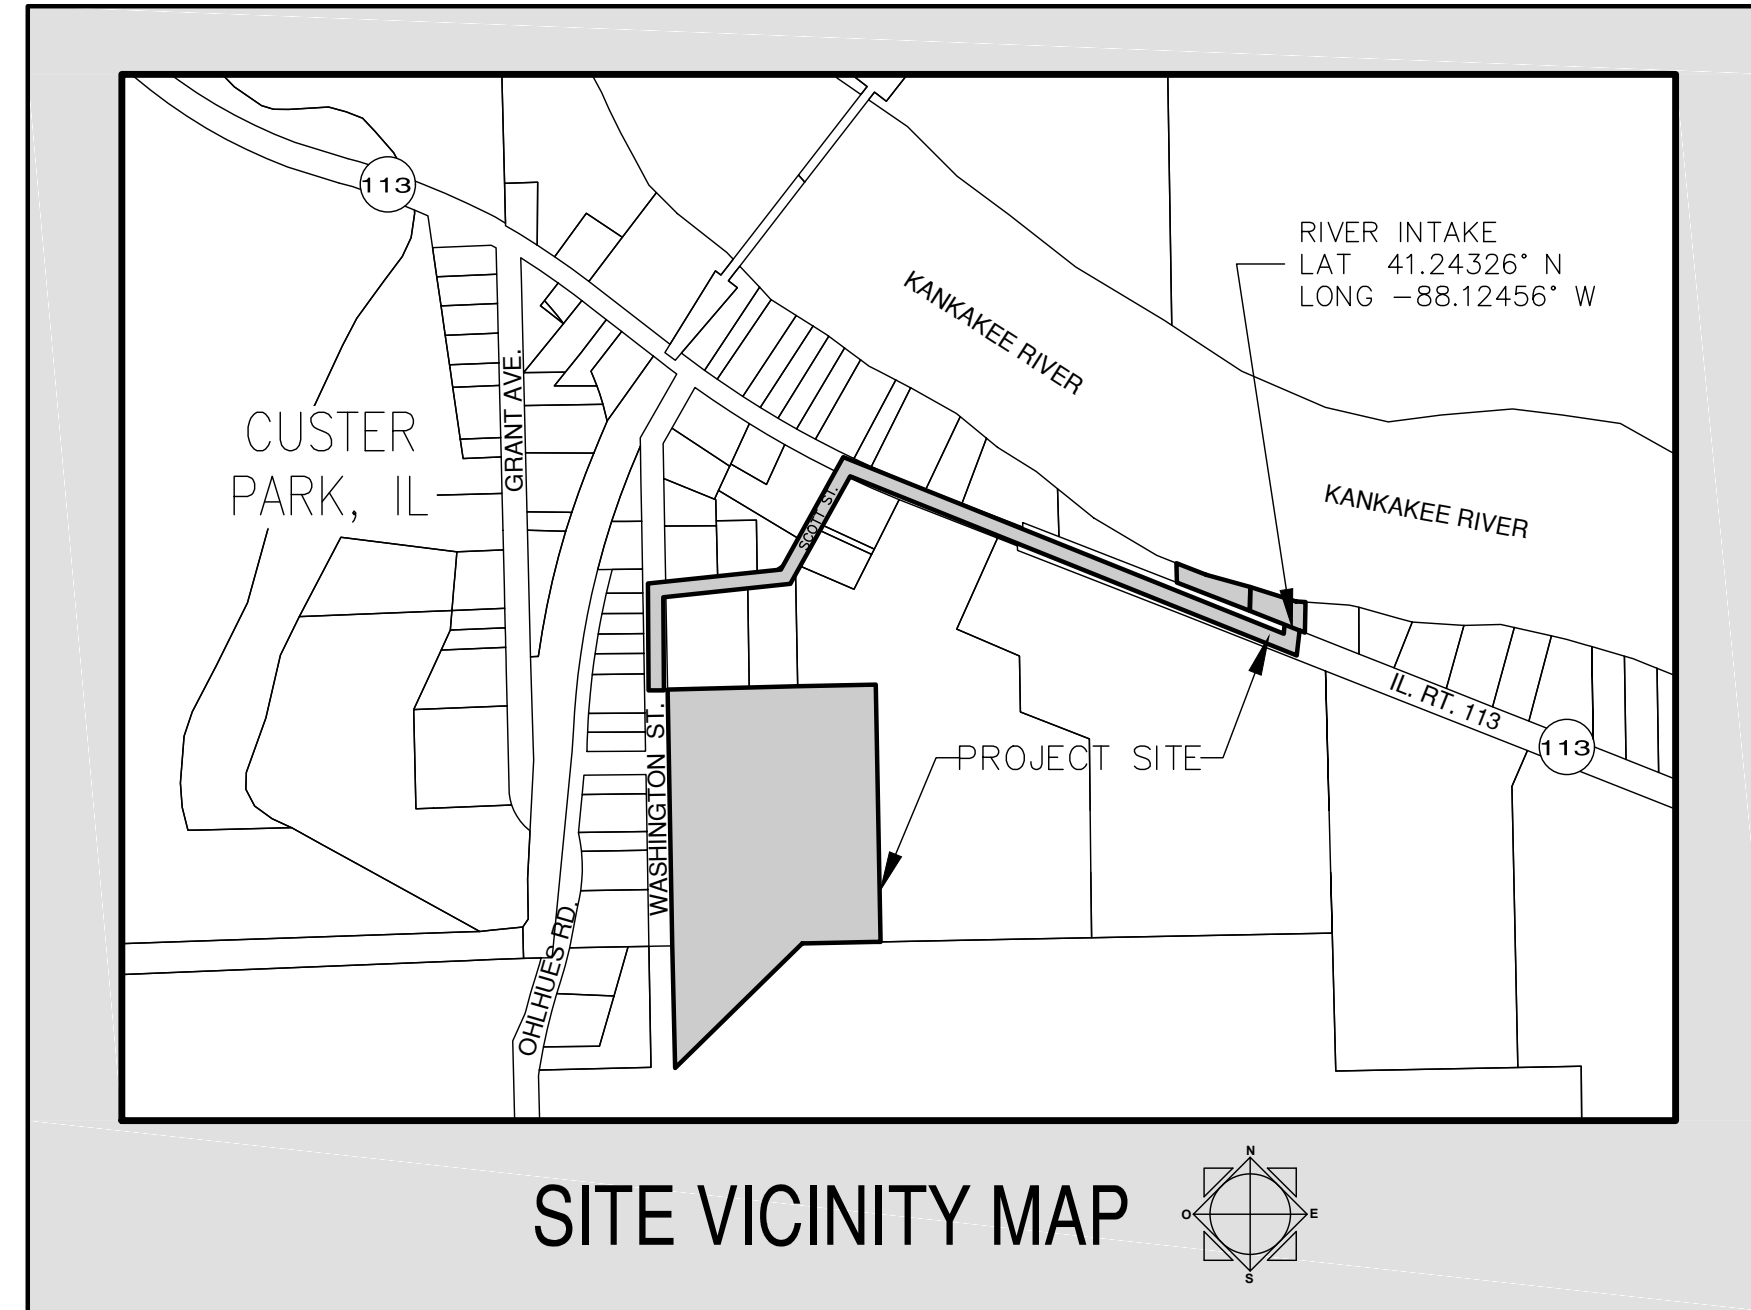 113
RIVER INTAKE
LAT 41.24326° N
LONG −88.12456° W
KANKAKEE RIVER
GRANT AVE.
CUSTER
PARK, IL
KANKAKEE RIVER
SCOTT ST.
IL. RT. 113
113
WASHINGTON ST.
PROJECT SITE
OHLHUES RD.
SITE VICINITY MAP
N
O
E
S